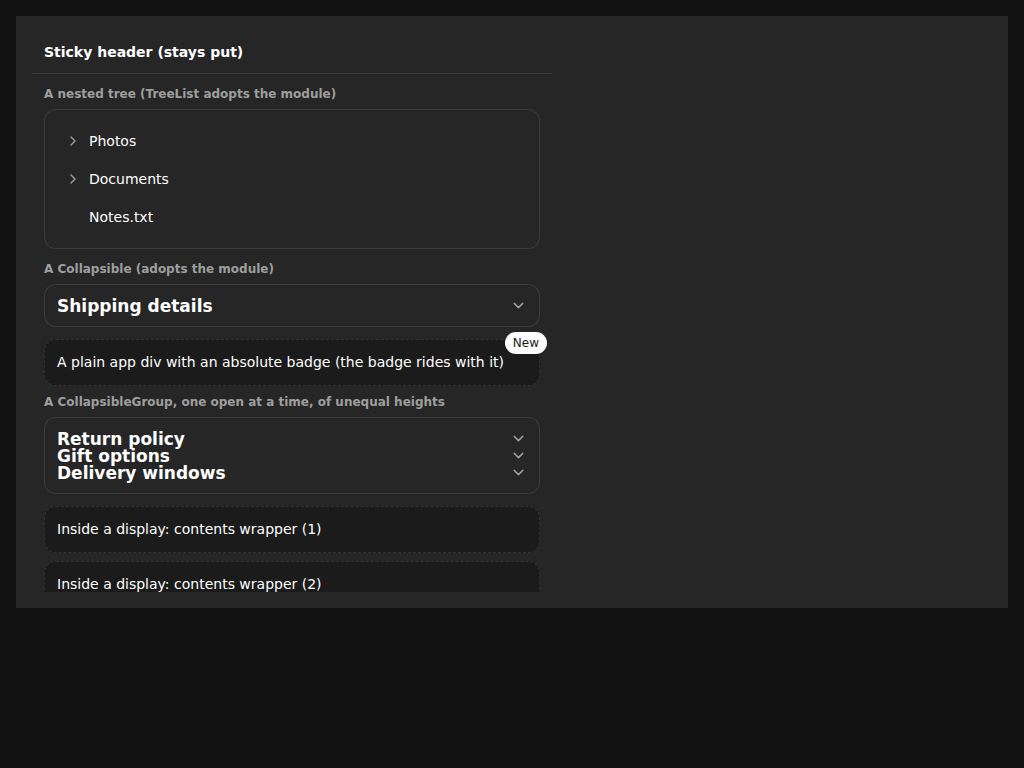 Sticky header (stays put)
A nested tree (TreeList adopts the module)
Photos
Documents
Notes.txt
A Collapsible (adopts the module)
Shipping details
New
A plain app div with an absolute badge (the badge rides with it)
A CollapsibleGroup, one open at a time, of unequal heights
Return policy
Gift options
Delivery windows
Inside a display: contents wrapper (1)
Inside a display: contents wrapper (2)